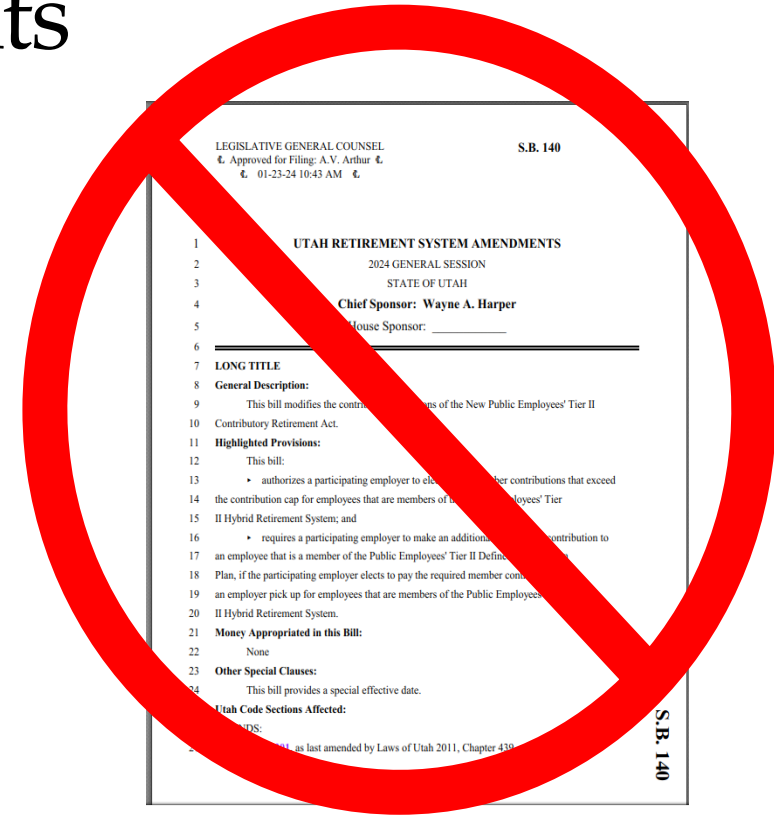 ts
LEGISLATIVE GENERAL COUNSEL
Approved for Filing: A.V. Arthur
01-23-24 10:43 AM
S.B. 140
1 UTAH RETIREMENT SYSTEM AMENDMENTS
2 2024 GENERAL SESSION
3 STATE OF UTAH
4 Chief Sponsor: Wayne A. Harper
5 House Sponsor: ____________
6
7 LONG TITLE
8 General Description:
9 This bill modifies the ns of the New Public Employees' Tier II
10 Contributory Retirement Act.
11 Highlighted Provisions:
12 This bill:
13 ▸ authorizes a participating employer to contributions that exceed
14 the contribution cap for employees that are members of Tier
15 II Hybrid Retirement System; and
16 ▸ requires a participating employer to make an contribution to
17 an employee that is a member of the Public Employees' Tier II
18 Plan, if the participating employer elects to pay the required member
19 an employer pick up for employees that are members of the Public Employees
20 II Hybrid Retirement System.
21 Money Appropriated in this Bill:
22 None
23 Other Special Clauses:
24 This bill provides a special effective date.
Utah Code Sections Affected:
NDS:
as last amended by Laws of Utah 2011, Chapter 439
S.B. 140